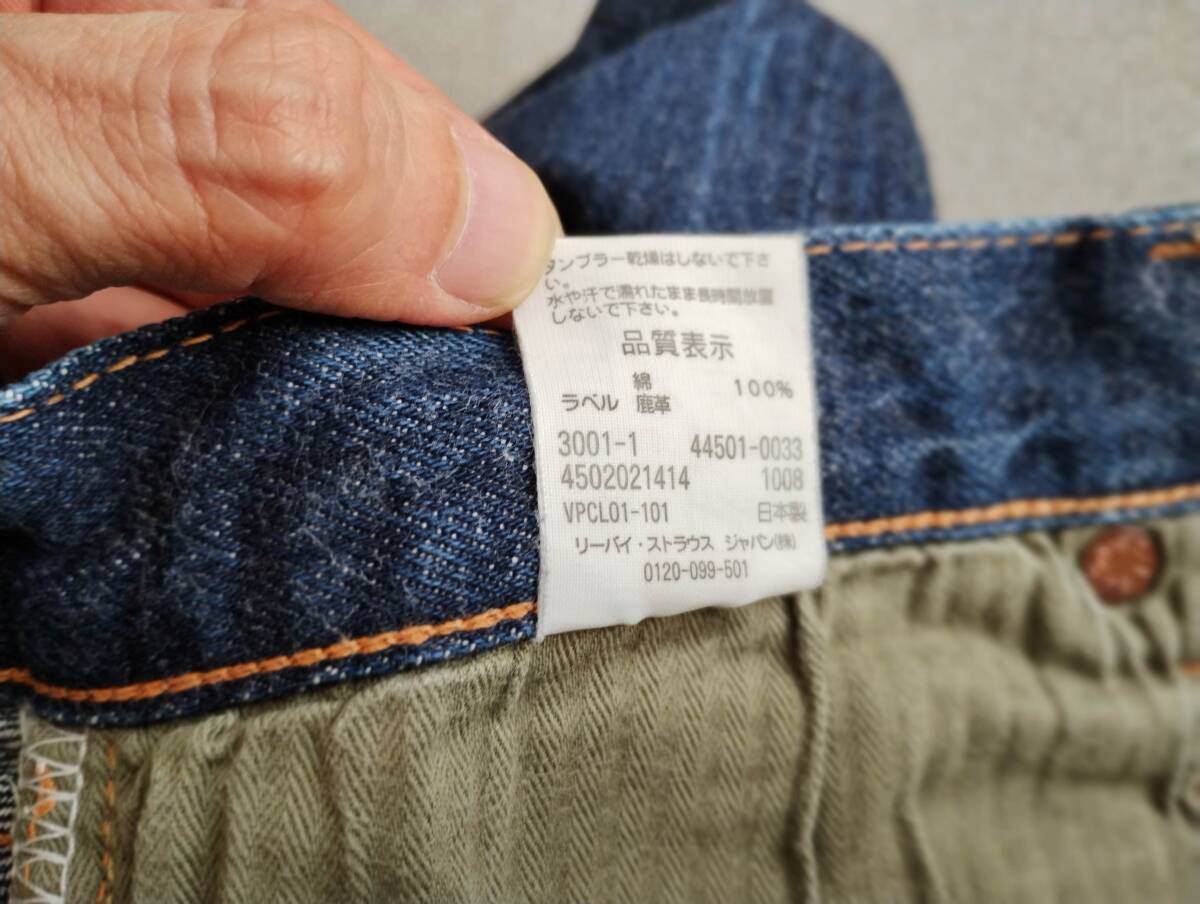 タンブラー乾燥はしないで下さ
い。
水や汗で濡れたまま長時間放置
しないで下さい。
品質表示
綿 100%
ラベル 鹿革
3001-1 44501-0033
4502021414 1008
VPCL01-101 日本製
リーバイ・ストラウス ジャパン(株)
0120-099-501